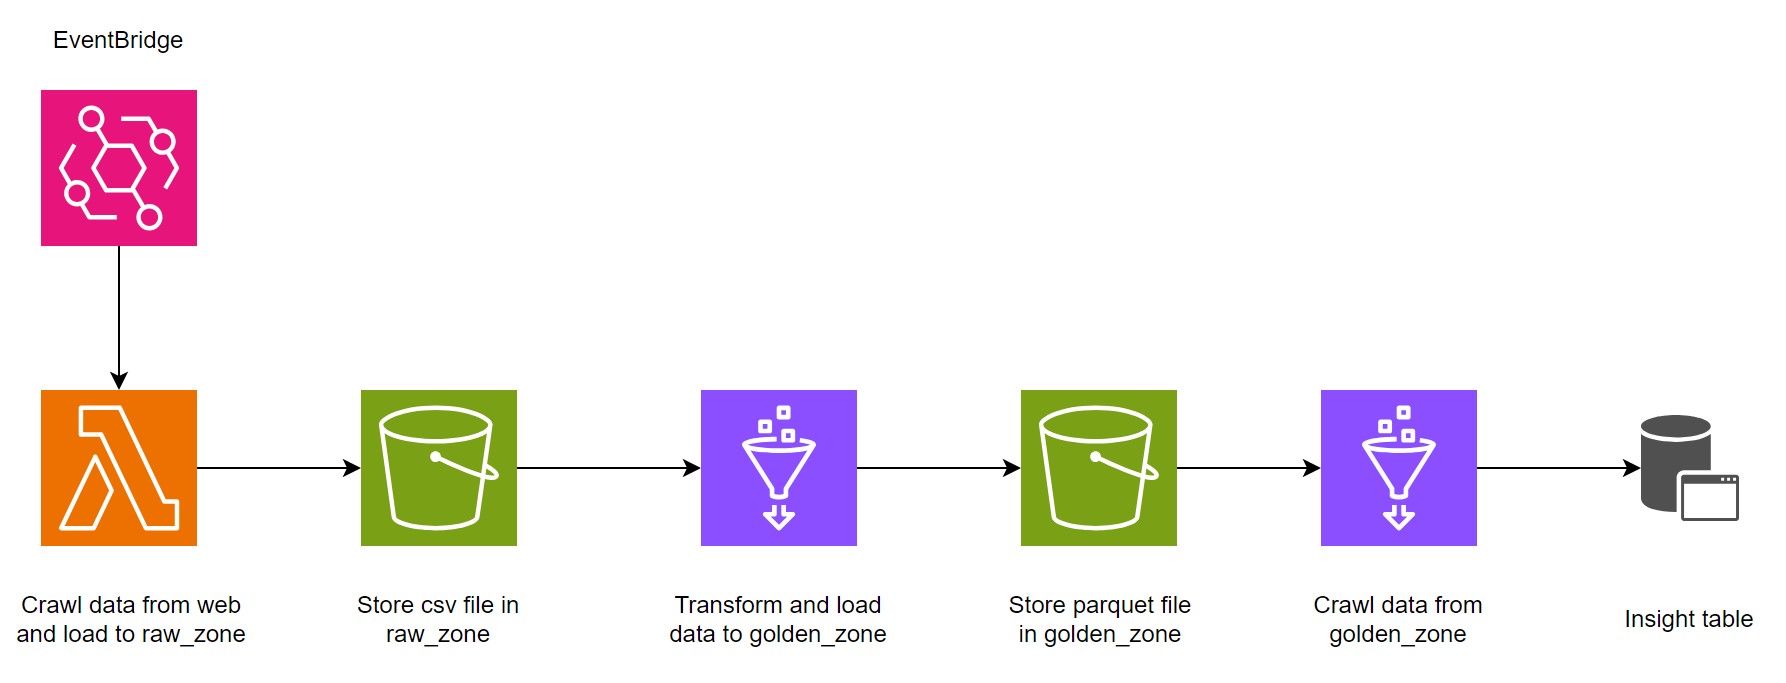 EventBridge
Crawl data from web
and load to raw_zone
Store csv file in
raw_zone
Transform and load
data to golden_zone
Store parquet file
in golden_zone
Crawl data from
golden_zone
Insight table